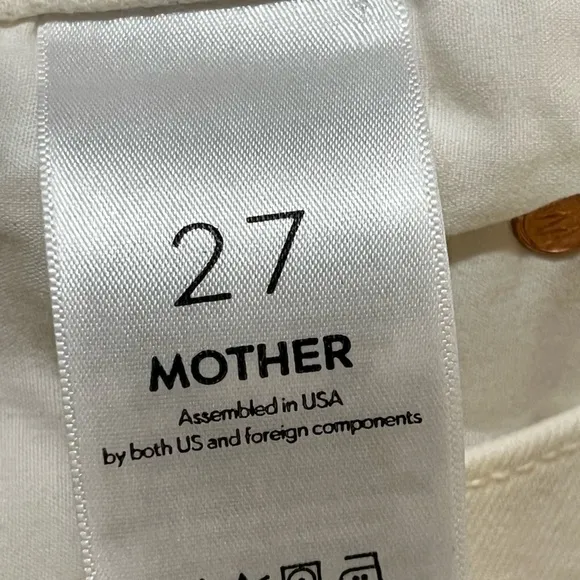 27
MOTHER
Assembled in USA
by both US and foreign components